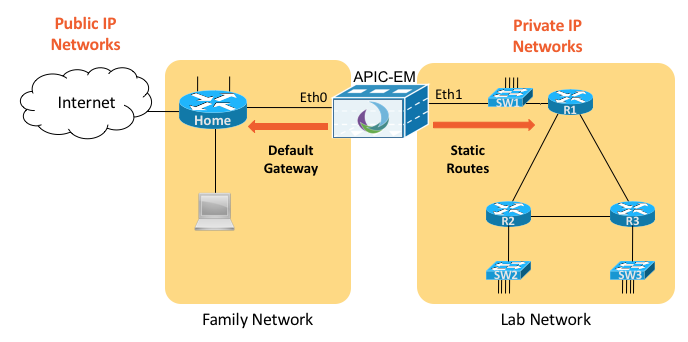 Public IP
Networks
Private IP
Networks
APIC-EM
Internet
Home
Eth0
Eth1
SW1
R1
Default
Gateway
Static
Routes
R2
R3
SW2
SW3
Family Network
Lab Network